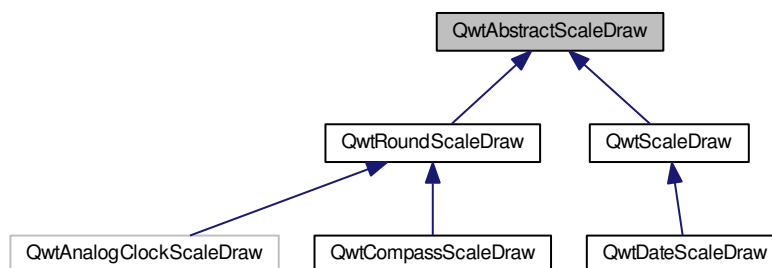 QwtAbstractScaleDraw
QwtRoundScaleDraw
QwtScaleDraw
QwtAnalogClockScaleDraw
QwtCompassScaleDraw
QwtDateScaleDraw